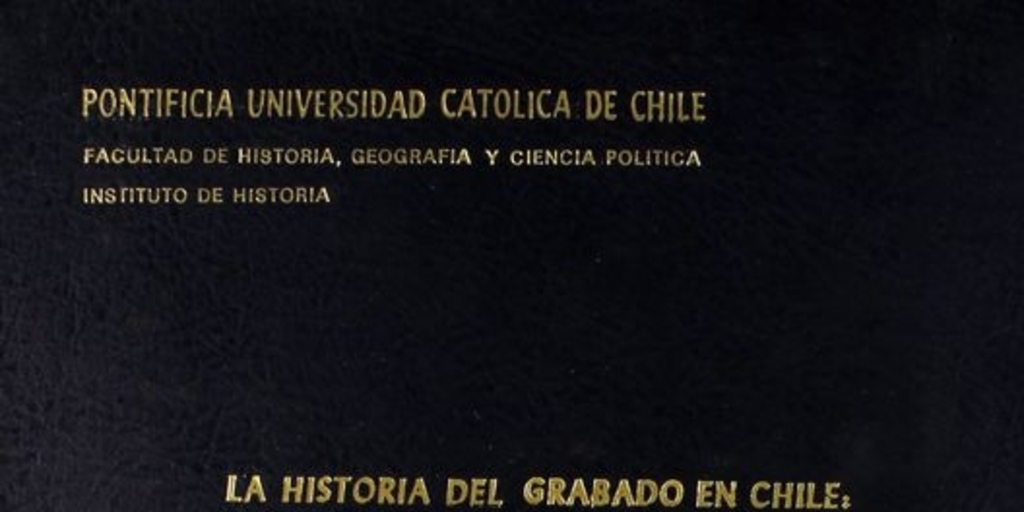 PONTIFICIA UNIVERSIDAD CATOLICA DE CHILE
FACULTAD DE HISTORIA, GEOGRAFIA Y CIENCIA POLITICA
INSTITUTO DE HISTORIA
LA HISTORIA DEL GRABADO EN CHILE: